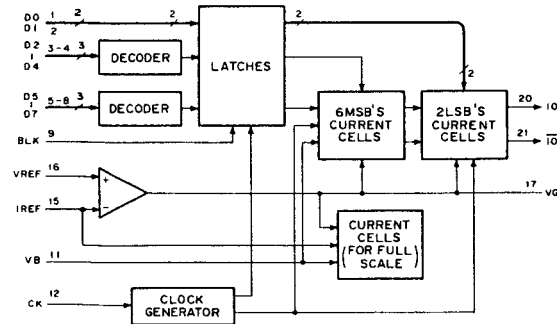 D0 1 2 2 2
D1 2
D2 3-4 3 DECODER
D4
LATCHES
D5 5-8 3 DECODER
D7
2
6MSB'S
CURRENT
CELLS
2LSB'S
CURRENT
CELLS
20 IO
21 IO
BLK 9
VREF 16 +
IREF 15 -
17 VG
CURRENT
CELLS
(FOR FULL
SCALE)
VB 11
CK 12
CLOCK
GENERATOR